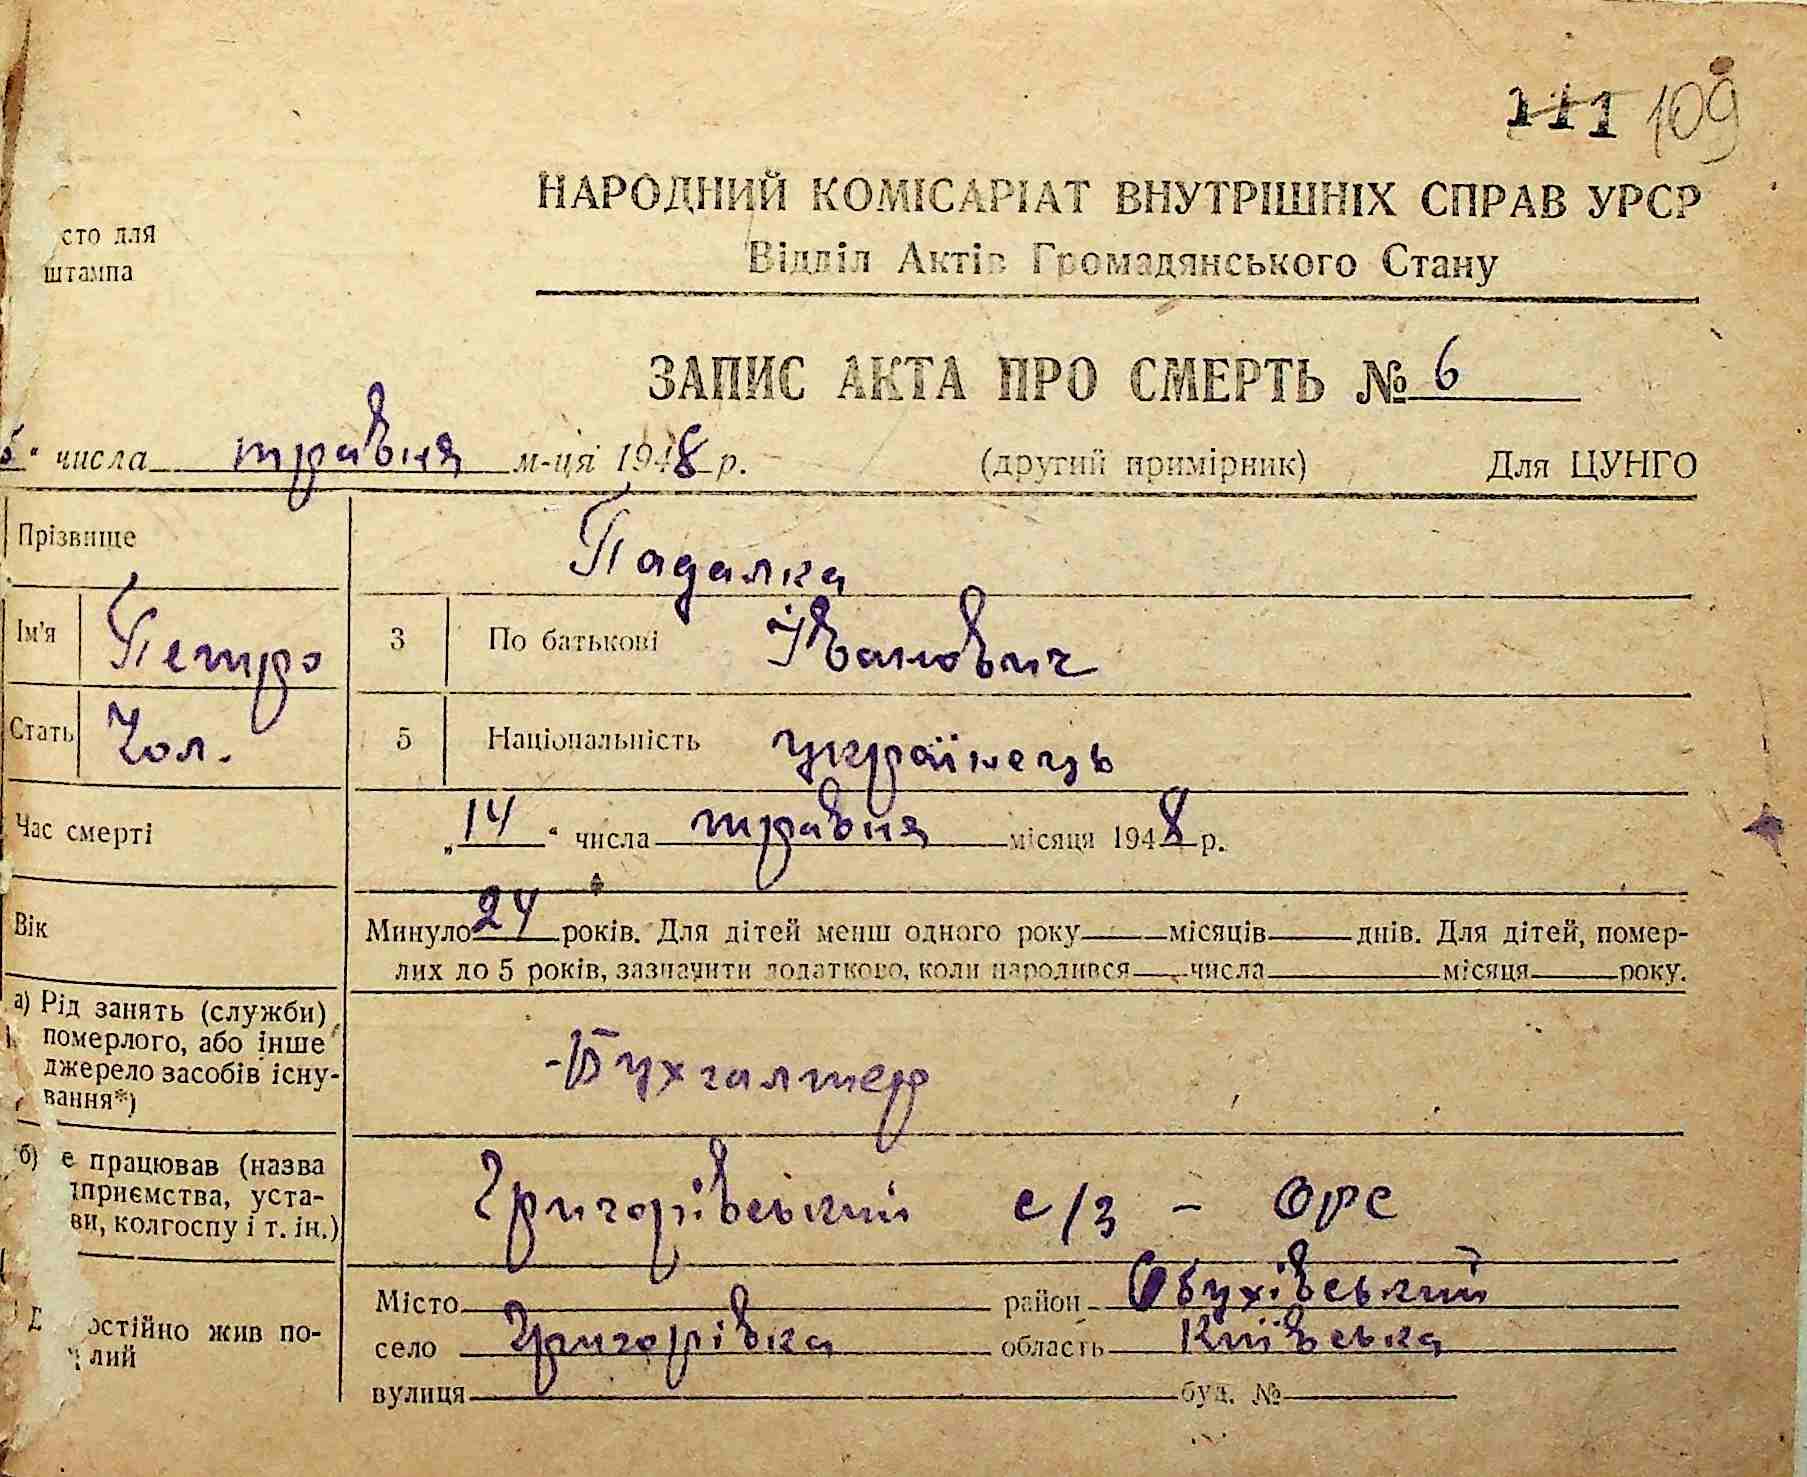 111 109
НАРОДНИЙ КОМІСАРІАТ ВНУТРІШНІХ СПРАВ УРСР
сто для
штампа
Відділ Актів Громадянського Стану
ЗАПИС АКТА ПРО СМЕРТЬ № 6
" числа травня м-ця 1948 р. (другий примірник) Для ЦУНГО
Прізвище Падалка
Ім'я Петро 3 По батькові Іванович
Стать Чол. 5 Національність українець
Час смерті „14" числа травня місяця 1948 р.
Вік Минуло 24 років. Для дітей менш одного року місяців днів. Для дітей, помер-
лих до 5 років, зазначити додатково, коли народився числа місяця року.
а) Рід занять (служби)
померлого, або інше
джерело засобів існу-
вання*)
Бухгалтер
б) е працював (назва
приємства, уста-
ви, колгоспу і т. ін.)
Григорівський с/з - ОРС
остійно жив по-
лий
Місто район Обухівський
село Григорівка область Київська
вулиця буд. №